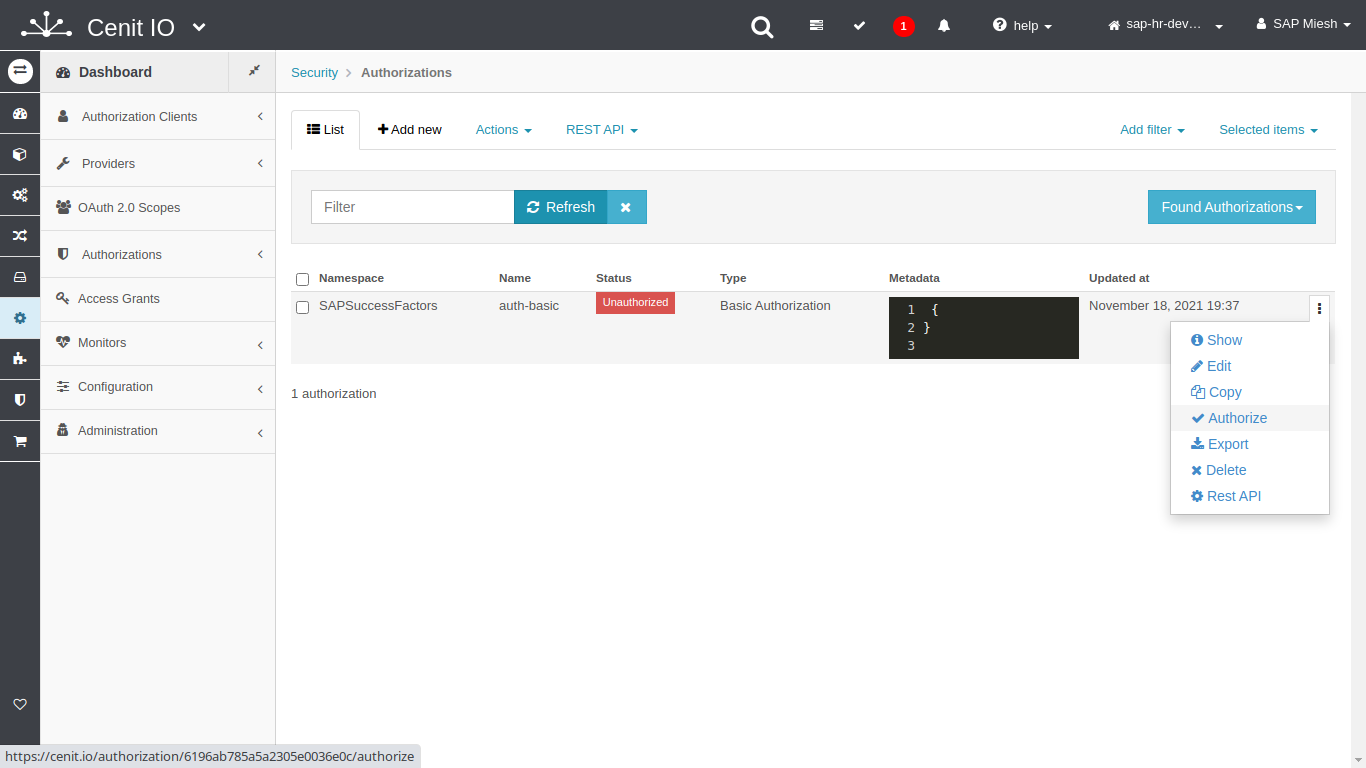 Cenit IO
1
help
sap-hr-dev…
SAP Miesh
Dashboard
Security
Authorizations
Authorization Clients
Providers
OAuth 2.0 Scopes
Authorizations
Access Grants
Monitors
Configuration
Administration
List
Add new
Actions
REST API
Add filter
Selected items
Filter
Refresh
Found Authorizations
Namespace Name Status Type Metadata Updated at
SAPSuccessFactors auth-basic Unauthorized Basic Authorization November 18, 2021 19:37
1 {
2 }
3
1 authorization
Show
Edit
Copy
Authorize
Export
Delete
Rest API
https://cenit.io/authorization/6196ab785a5a2305e0036e0c/authorize